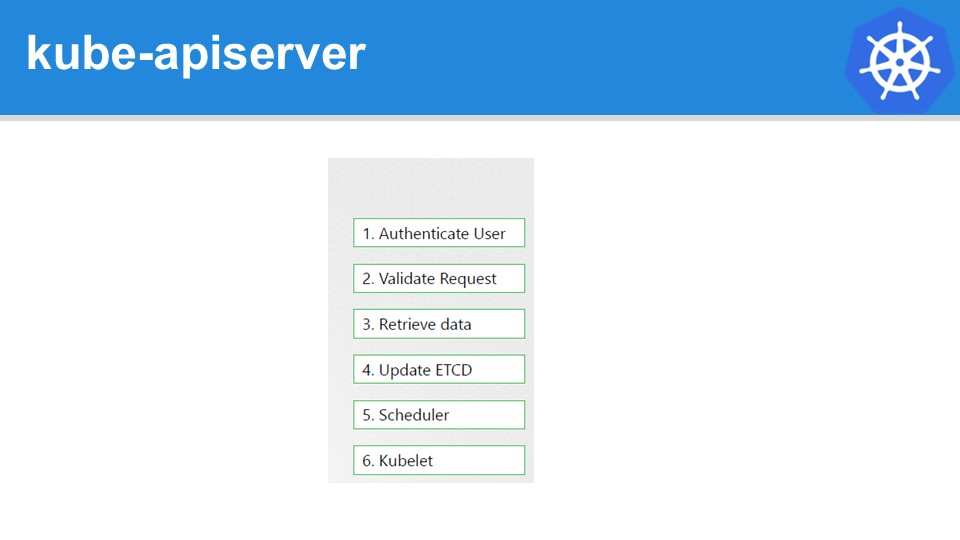 kube-apiserver
1. Authenticate User
2. Validate Request
3. Retrieve data
4. Update ETCD
5. Scheduler
6. Kubelet